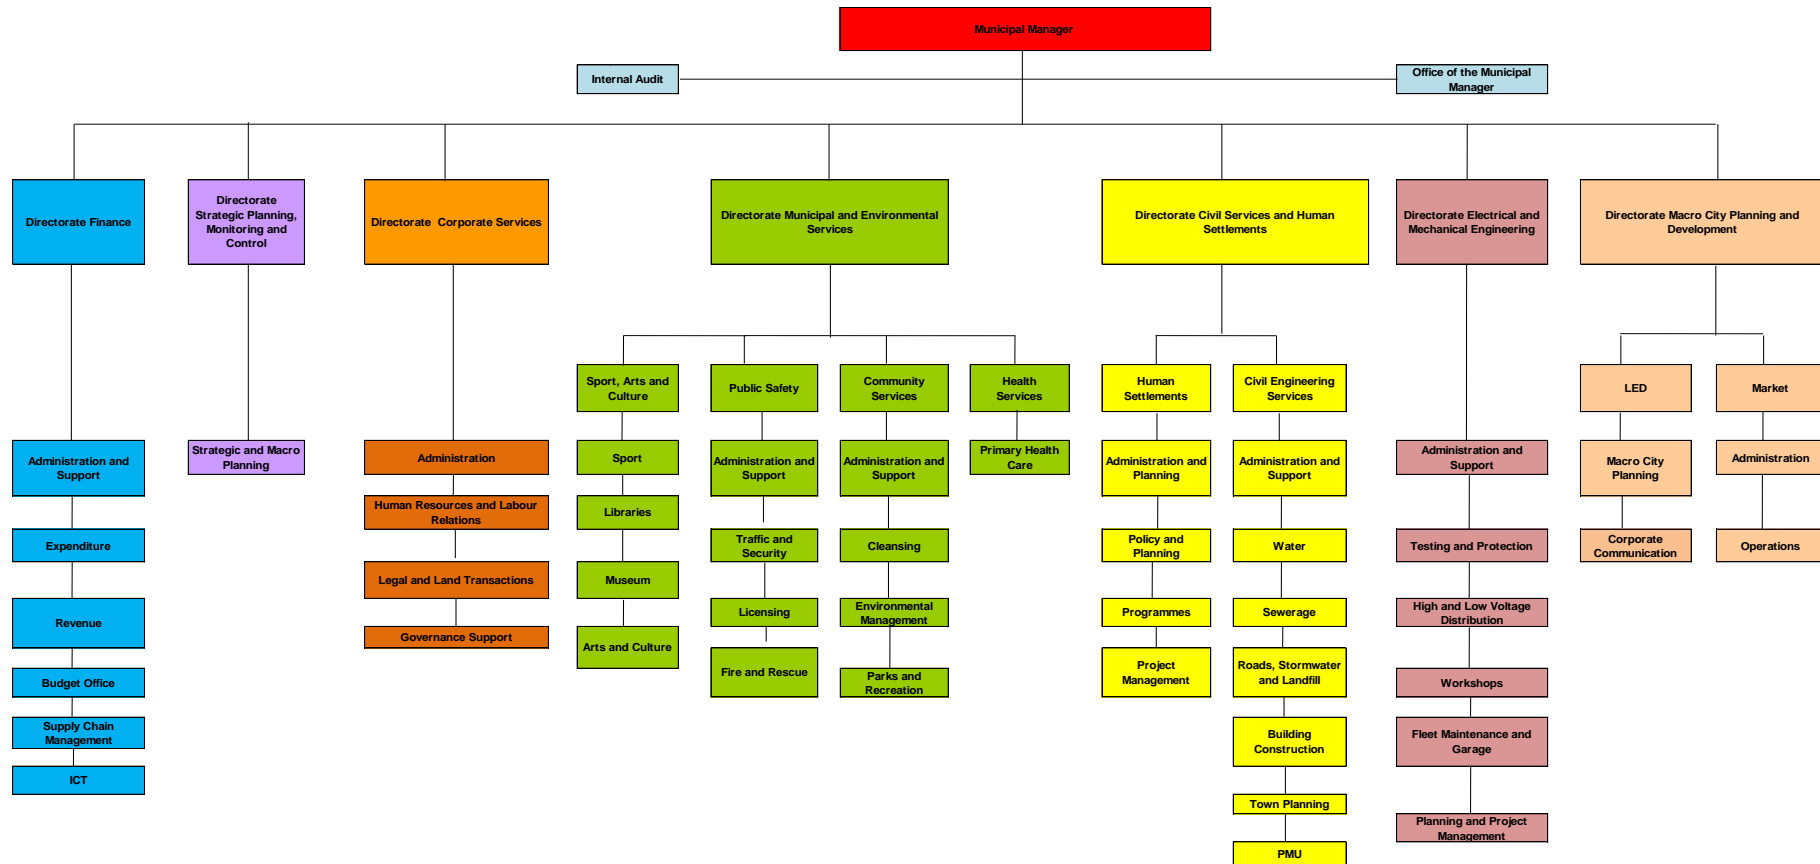 Municipal Manager
Internal Audit
Office of the Municipal
Manager
Directorate Finance
Directorate
Strategic Planning,
Monitoring and
Control
Directorate Corporate Services
Directorate Municipal and Environmental
Services
Directorate Civil Services and Human
Settlements
Directorate Electrical and
Mechanical Engineering
Directorate Macro City Planning and
Development
Sport, Arts and
Culture
Public Safety
Community
Services
Health
Services
Human
Settlements
Civil Engineering
Services
LED
Market
Administration and
Support
Strategic and Macro
Planning
Administration
Sport
Administration and
Support
Administration and
Support
Primary Health
Care
Administration and
Planning
Administration and
Support
Administration and
Support
Macro City
Planning
Administration
Human Resources and Labour
Relations
Libraries
Expenditure
Traffic and
Security
Cleansing
Policy and
Planning
Water
Testing and Protection
Corporate
Communication
Operations
Legal and Land Transactions
Museum
Revenue
Licensing
Environmental
Management
Programmes
Sewerage
High and Low Voltage
Distribution
Governance Support
Arts and Culture
Fire and Rescue
Project
Management
Roads, Stormwater
and Landfill
Budget Office
Parks and
Recreation
Workshops
Supply Chain
Management
Building
Construction
Fleet Maintenance and
Garage
ICT
Town Planning
Planning and Project
Management
PMU